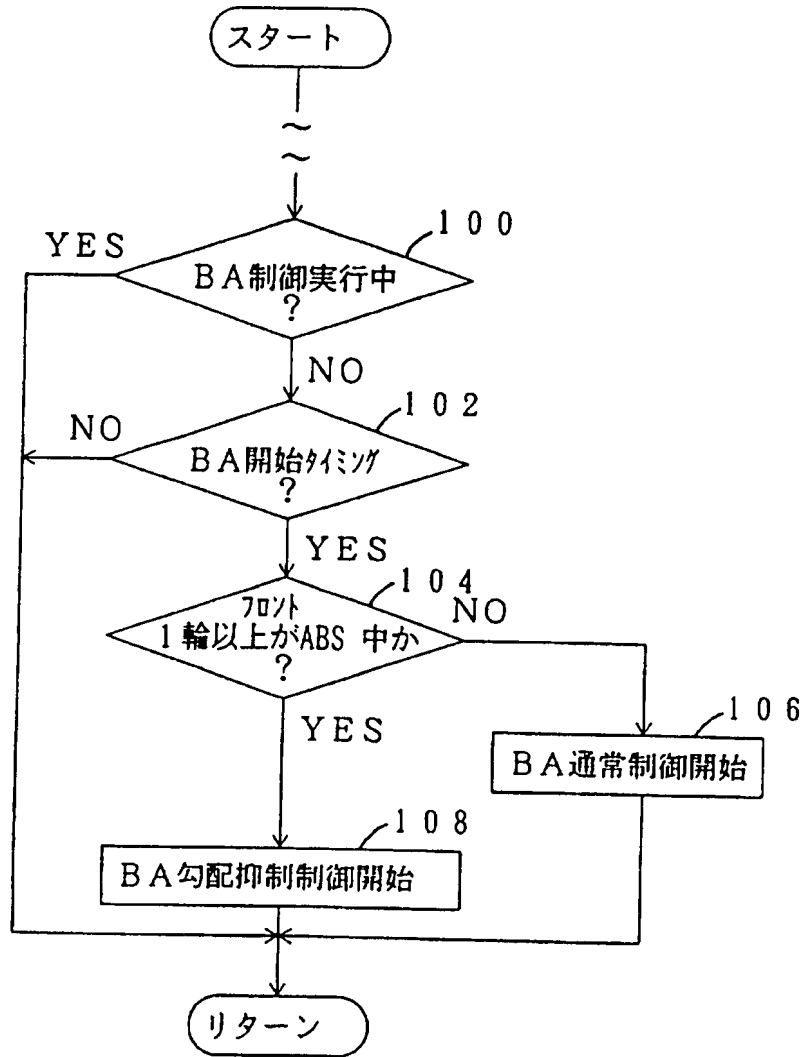 スタート
100
YES
BA制御実行中
?
NO
102
NO
BA開始タイミング
?
YES
104
フロント
NO
1輪以上がABS 中か
?
YES
106
BA通常制御開始
108
BA勾配抑制制御開始
リターン